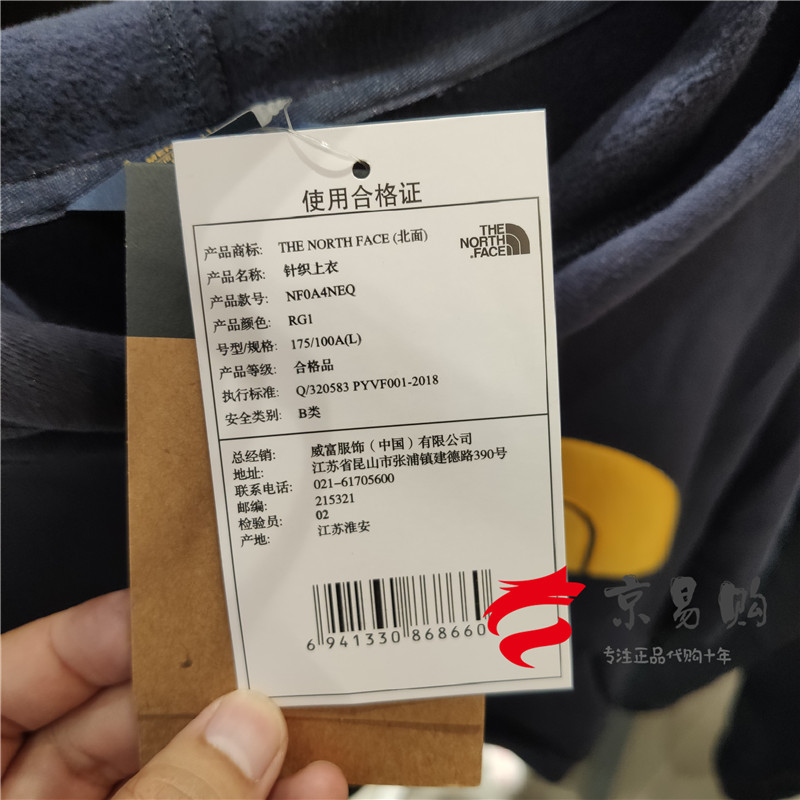 使用合格证
产品商标: THE NORTH FACE (北面)
产品名称: 针织上衣
产品款号: NF0A4NEQ
产品颜色: RG1
号型/规格: 175/100A(L)
产品等级: 合格品
执行标准: Q/320583 PYVF001-2018
安全类别: B类
THE
NORTH
FACE
总经销: 威富服饰（中国）有限公司
地址: 江苏省昆山市张浦镇建德路390号
联系电话: 021-61705600
邮编: 215321
检验员: 02
产地: 江苏淮安
6 941330 868660
京易购
专注正品代购十年